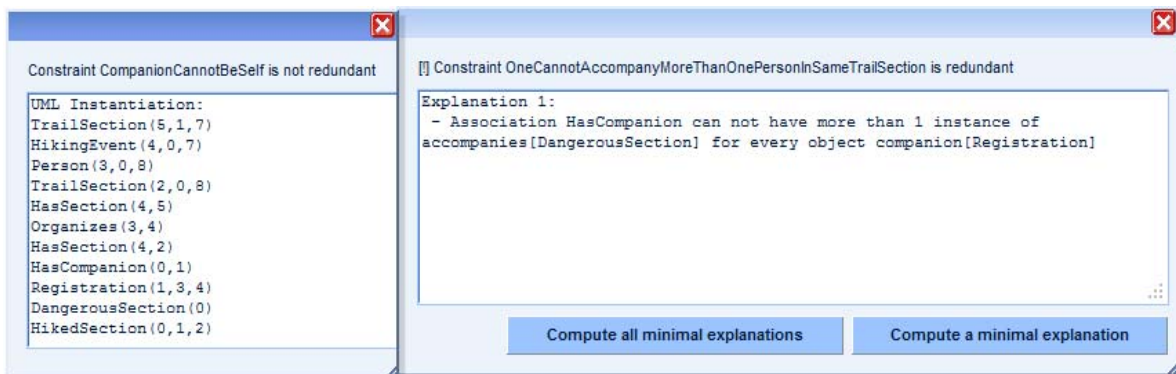 Constraint CompanionCannotBeSelf is not redundant
UML Instantiation:
TrailSection(5,1,7)
HikingEvent(4,0,7)
Person(3,0,8)
TrailSection(2,0,8)
HasSection(4,5)
Organizes(3,4)
HasSection(4,2)
HasCompanion(0,1)
Registration(1,3,4)
DangerousSection(0)
HikedSection(0,1,2)
[!] Constraint OneCannotAccompanyMoreThanOnePersonInSameTrailSection is redundant
Explanation 1:
- Association HasCompanion can not have more than 1 instance of
accompanies[DangerousSection] for every object companion[Registration]
Compute all minimal explanations
Compute a minimal explanation